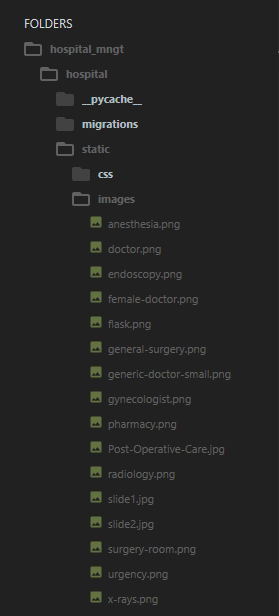 FOLDERS
hospital_mngt
hospital
__pycache__
migrations
static
css
images
anesthesia.png
doctor.png
endoscopy.png
female-doctor.png
flask.png
general-surgery.png
generic-doctor-small.png
gynecologist.png
pharmacy.png
Post-Operative-Care.jpg
radiology.png
slide1.jpg
slide2.jpg
surgery-room.png
urgency.png
x-rays.png